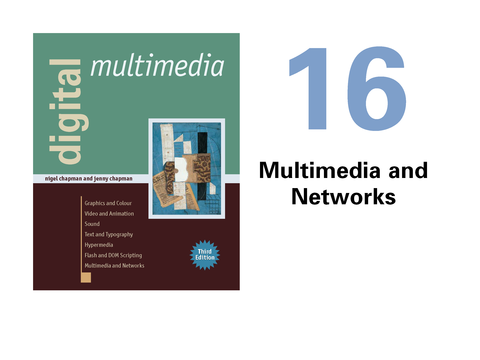 digital
multimedia
nigel chapman and jenny chapman
Graphics and Colour
Video and Animation
Sound
Text and Typography
Hypermedia
Flash and DOM Scripting
Multimedia and Networks
Third
Edition
16
Multimedia and
Networks